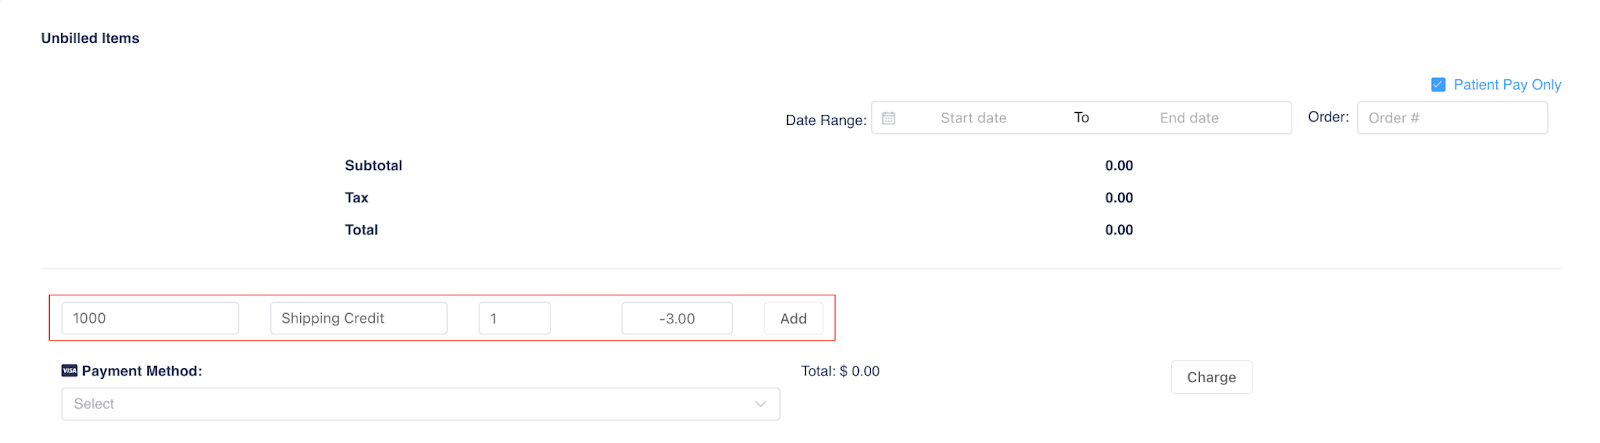 Unbilled Items
Patient Pay Only
Date Range: Start date To End date Order: Order #
Subtotal 0.00
Tax 0.00
Total 0.00
1000 Shipping Credit 1 -3.00 Add
VISA Payment Method: Total: $ 0.00 Charge
Select